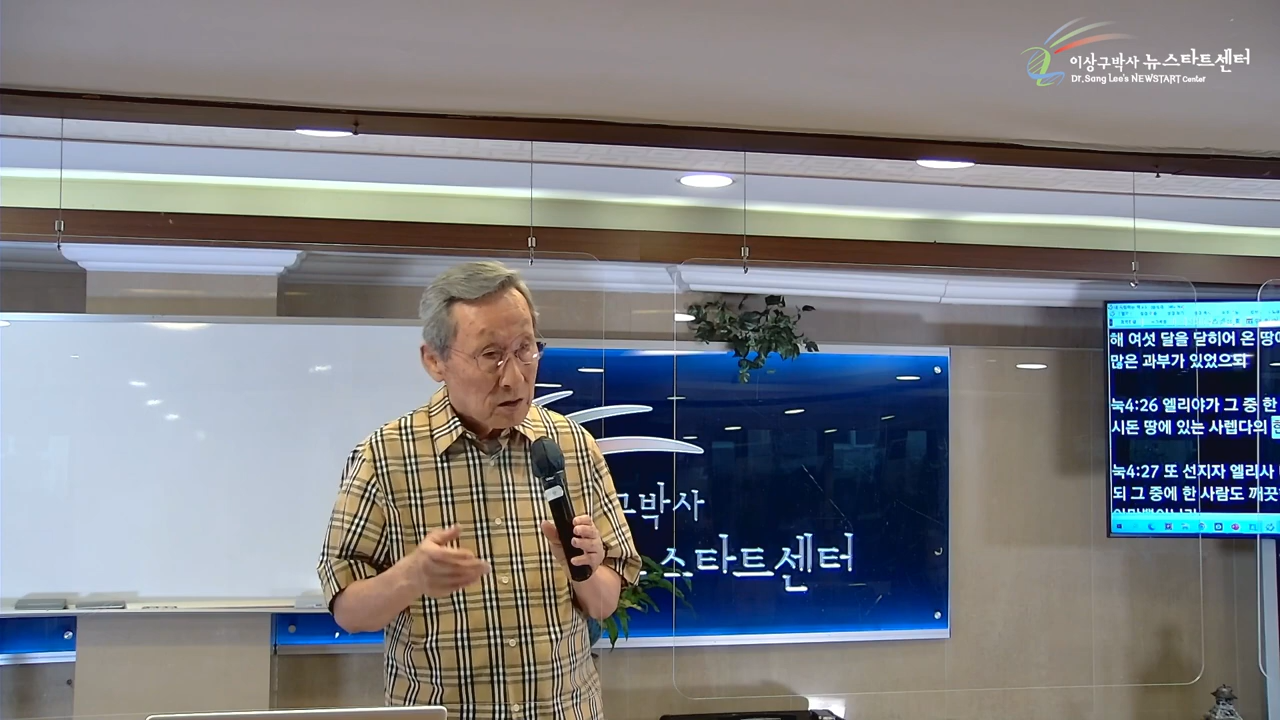 이상구박사 뉴스타트센터
Dr. Sang Lee's NEWSTART Center
해 여섯 달을 닫히어 온 땅에
많은 과부가 있었으되
눅4:26 엘리야가 그 중 한
시돈 땅에 있는 사렙다의
눅4:27 또 선지자 엘리사
되 그 중에 한 사람도 깨끗
구박사
스타트센터